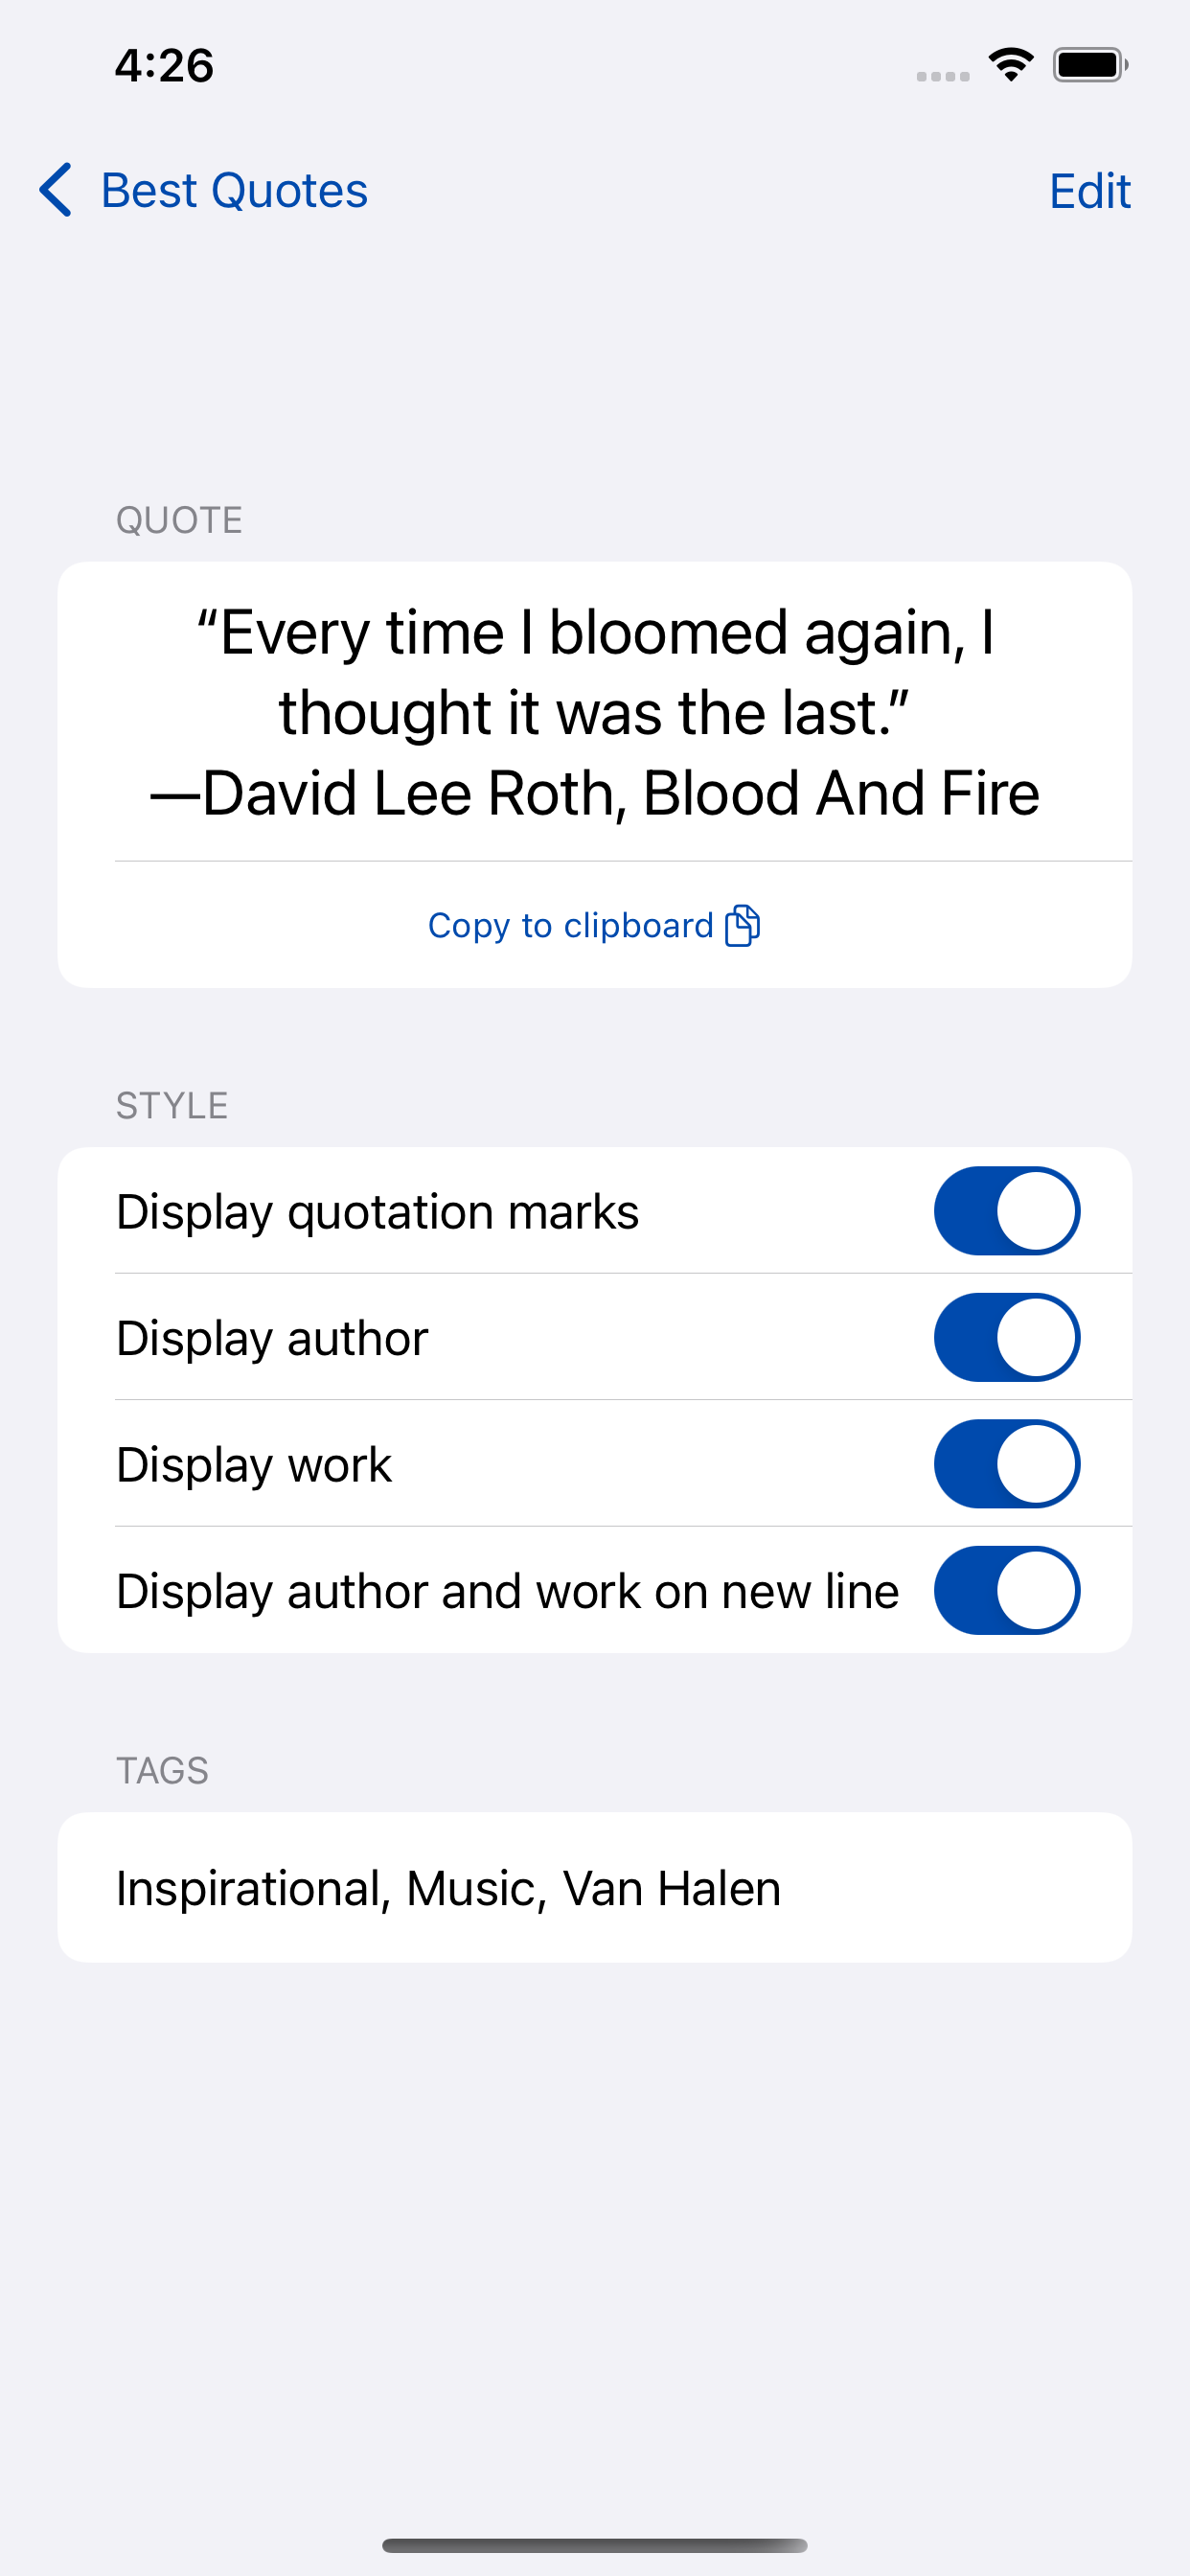 4:26
Best Quotes
Edit
QUOTE
“Every time I bloomed again, I
thought it was the last.”
—David Lee Roth, Blood And Fire
Copy to clipboard
STYLE
Display quotation marks
Display author
Display work
Display author and work on new line
TAGS
Inspirational, Music, Van Halen